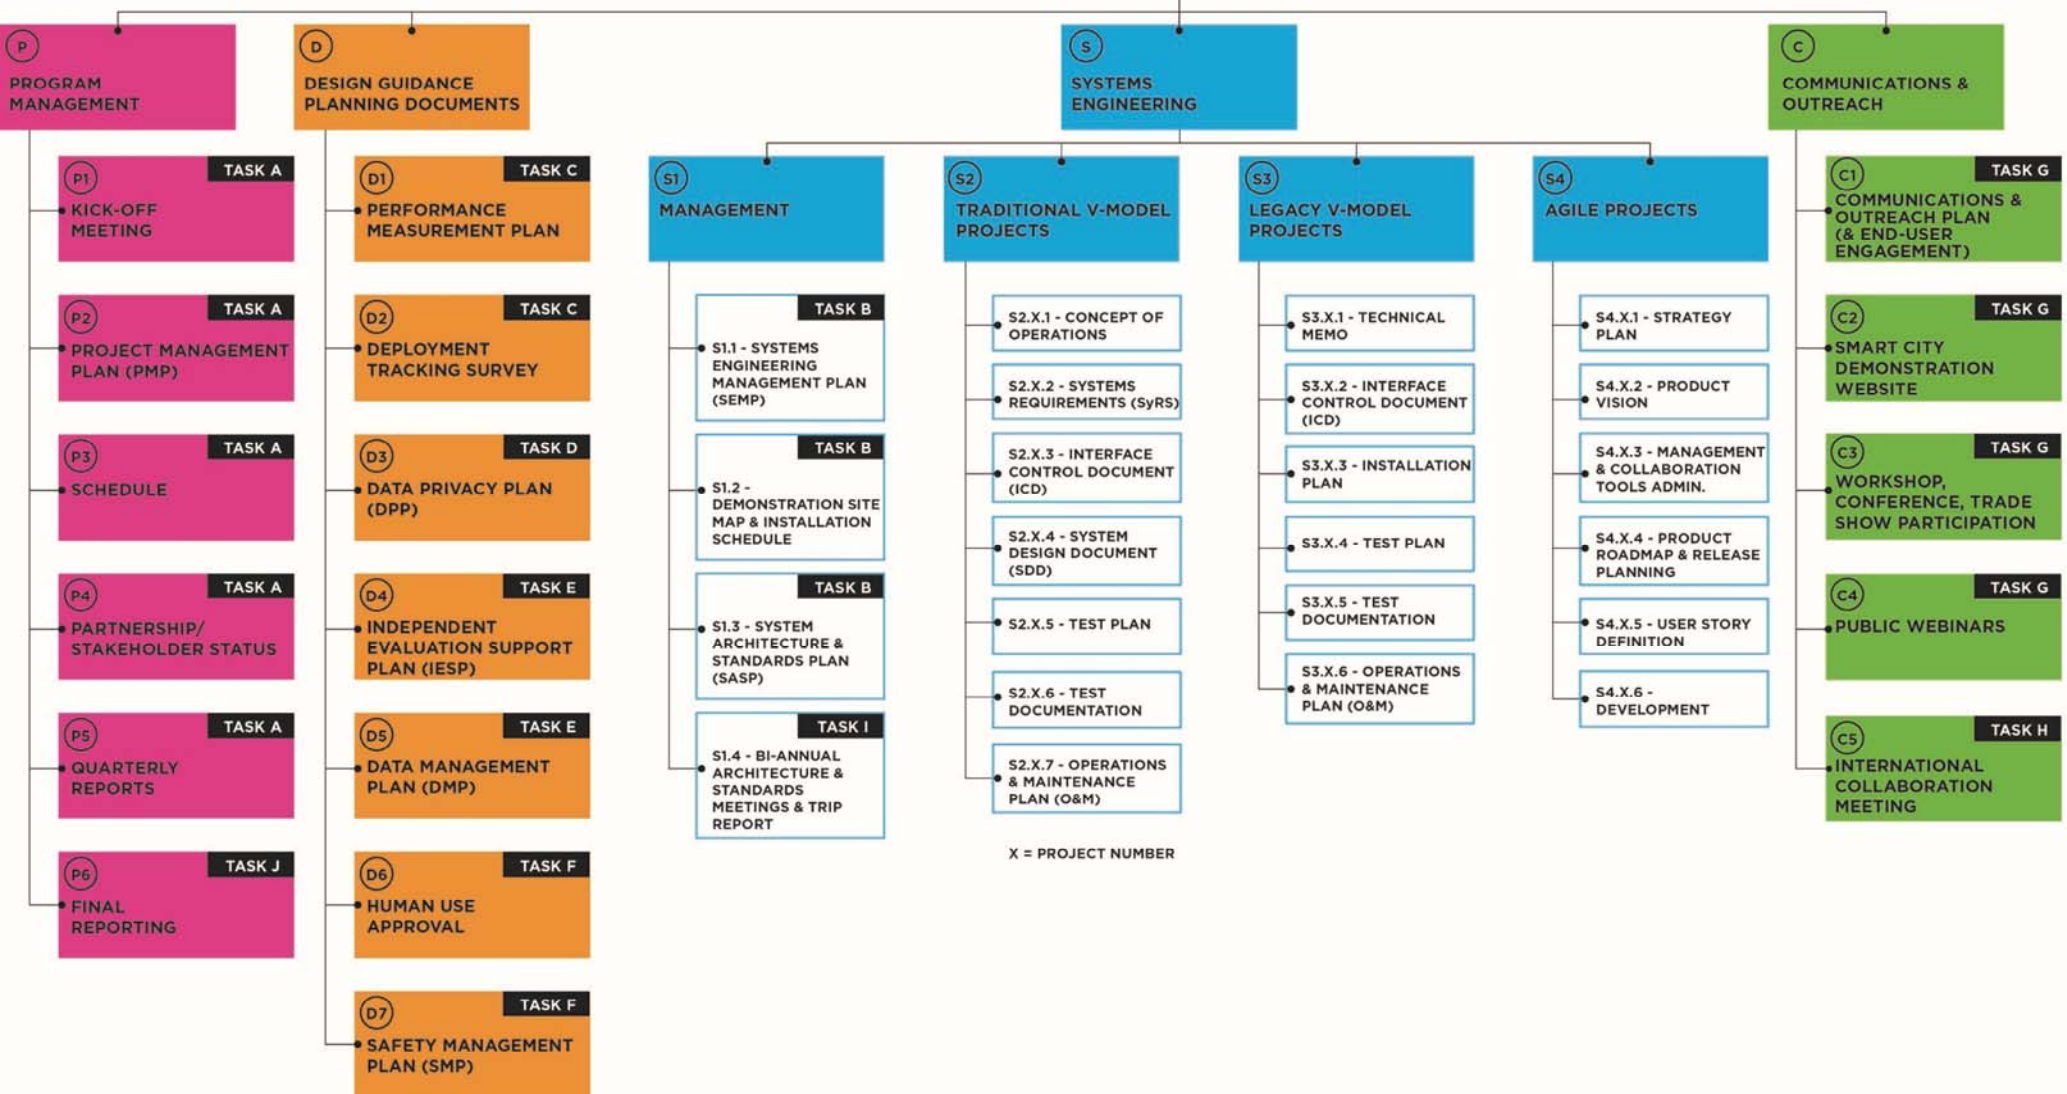 P
PROGRAM
MANAGEMENT
P1
TASK A
KICK-OFF
MEETING
P2
TASK A
PROJECT MANAGEMENT
PLAN (PMP)
P3
TASK A
SCHEDULE
P4
TASK A
PARTNERSHIP/
STAKEHOLDER STATUS
P5
TASK A
QUARTERLY
REPORTS
P6
TASK J
FINAL
REPORTING
D
DESIGN GUIDANCE
PLANNING DOCUMENTS
D1
TASK C
PERFORMANCE
MEASUREMENT PLAN
D2
TASK C
DEPLOYMENT
TRACKING SURVEY
D3
TASK D
DATA PRIVACY PLAN
(DPP)
D4
TASK E
INDEPENDENT
EVALUATION SUPPORT
PLAN (IESP)
D5
TASK E
DATA MANAGEMENT
PLAN (DMP)
D6
TASK F
HUMAN USE
APPROVAL
D7
TASK F
SAFETY MANAGEMENT
PLAN (SMP)
S
SYSTEMS
ENGINEERING
S1
MANAGEMENT
TASK B
S1.1 - SYSTEMS
ENGINEERING
MANAGEMENT PLAN
(SEMP)
TASK B
S1.2 -
DEMONSTRATION SITE
MAP & INSTALLATION
SCHEDULE
TASK B
S1.3 - SYSTEM
ARCHITECTURE &
STANDARDS PLAN
(SASP)
TASK I
S1.4 - BI-ANNUAL
ARCHITECTURE &
STANDARDS
MEETINGS & TRIP
REPORT
S2
TRADITIONAL V-MODEL
PROJECTS
S2.X.1 - CONCEPT OF
OPERATIONS
S2.X.2 - SYSTEMS
REQUIREMENTS (SyRS)
S2.X.3 - INTERFACE
CONTROL DOCUMENT
(ICD)
S2.X.4 - SYSTEM
DESIGN DOCUMENT
(SDD)
S2.X.5 - TEST PLAN
S2.X.6 - TEST
DOCUMENTATION
S2.X.7 - OPERATIONS
& MAINTENANCE
PLAN (O&M)
X = PROJECT NUMBER
S3
LEGACY V-MODEL
PROJECTS
S3.X.1 - TECHNICAL
MEMO
S3.X.2 - INTERFACE
CONTROL DOCUMENT
(ICD)
S3.X.3 - INSTALLATION
PLAN
S3.X.4 - TEST PLAN
S3.X.5 - TEST
DOCUMENTATION
S3.X.6 - OPERATIONS
& MAINTENANCE
PLAN (O&M)
S4
AGILE PROJECTS
S4.X.1 - STRATEGY
PLAN
S4.X.2 - PRODUCT
VISION
S4.X.3 - MANAGEMENT
& COLLABORATION
TOOLS ADMIN.
S4.X.4 - PRODUCT
ROADMAP & RELEASE
PLANNING
S4.X.5 - USER STORY
DEFINITION
S4.X.6 -
DEVELOPMENT
C
COMMUNICATIONS &
OUTREACH
C1
TASK G
COMMUNICATIONS &
OUTREACH PLAN
(& END-USER
ENGAGEMENT)
C2
TASK G
SMART CITY
DEMONSTRATION
WEBSITE
C3
TASK G
WORKSHOP,
CONFERENCE, TRADE
SHOW PARTICIPATION
C4
TASK G
PUBLIC WEBINARS
C5
TASK H
INTERNATIONAL
COLLABORATION
MEETING